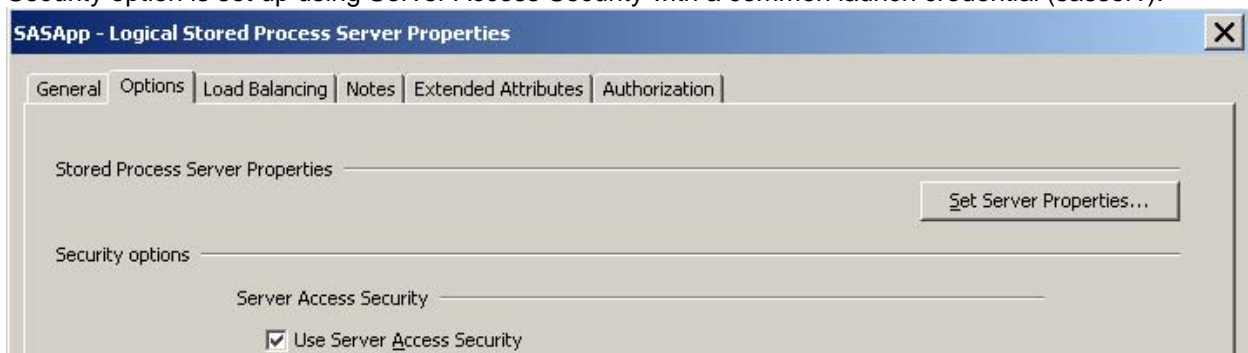 Security option is set up using Server Access Security with a common launch credential (sassrv).
SASApp - Logical Stored Process Server Properties
General Options Load Balancing Notes Extended Attributes Authorization
Stored Process Server Properties
Set Server Properties...
Security options
Server Access Security
Use Server Access Security